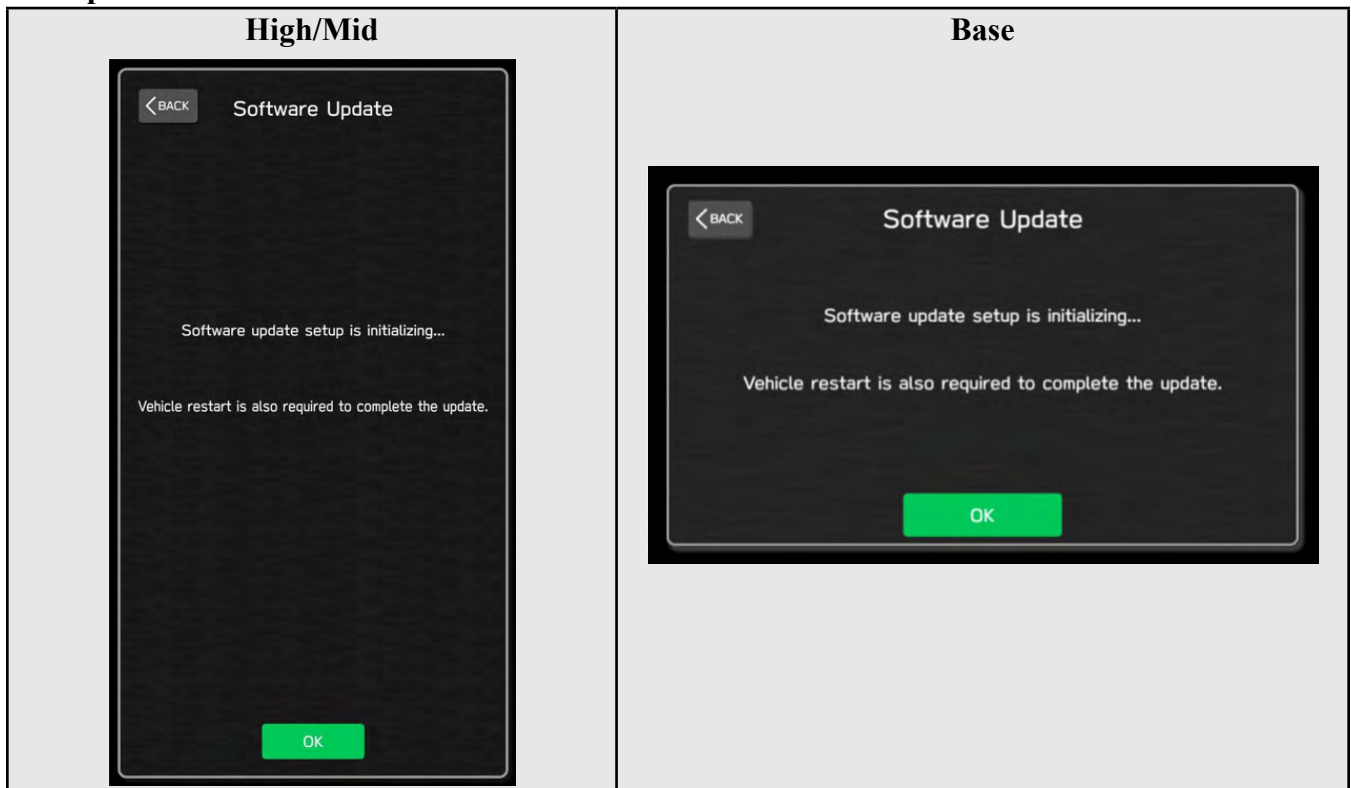 High/Mid
Base
BACK
Software Update
Software update setup is initializing...
Vehicle restart is also required to complete the update.
OK
BACK
Software Update
Software update setup is initializing...
Vehicle restart is also required to complete the update.
OK